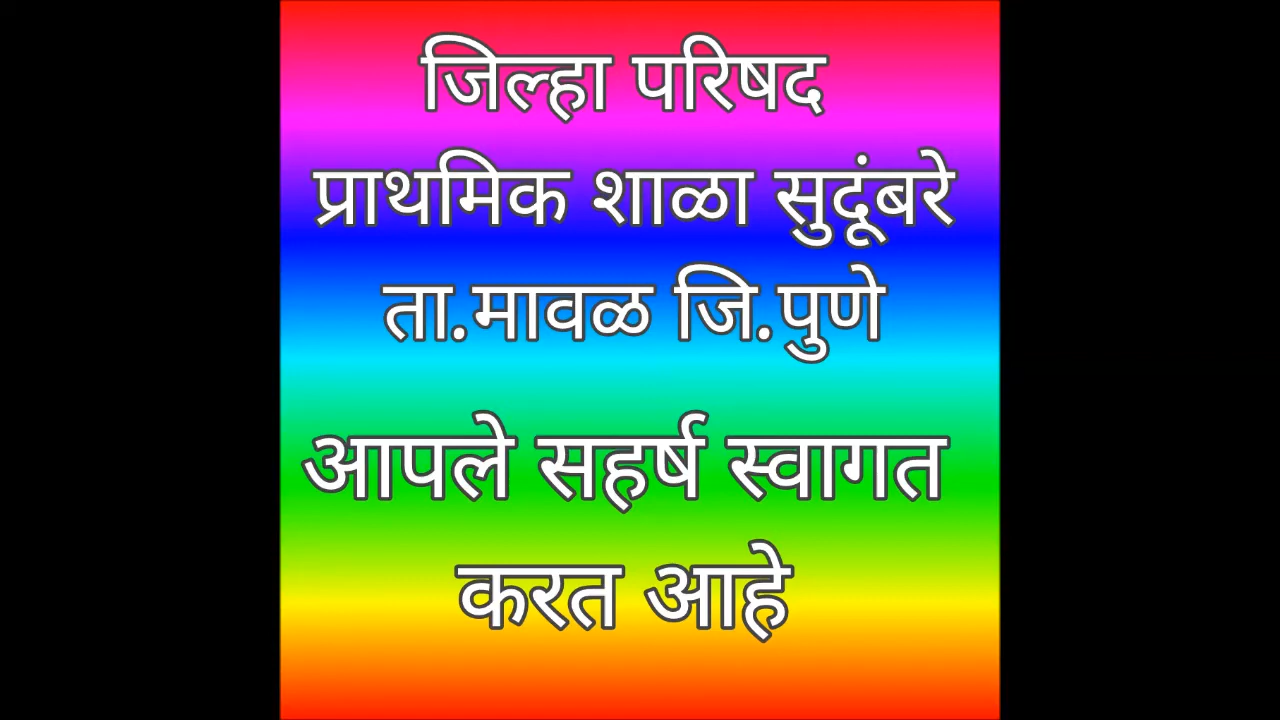 जिल्हा परिषद
प्राथमिक शाळा सुदूंबरे
ता.मावळ जि.पुणे
आपले सहर्ष स्वागत
करत आहे